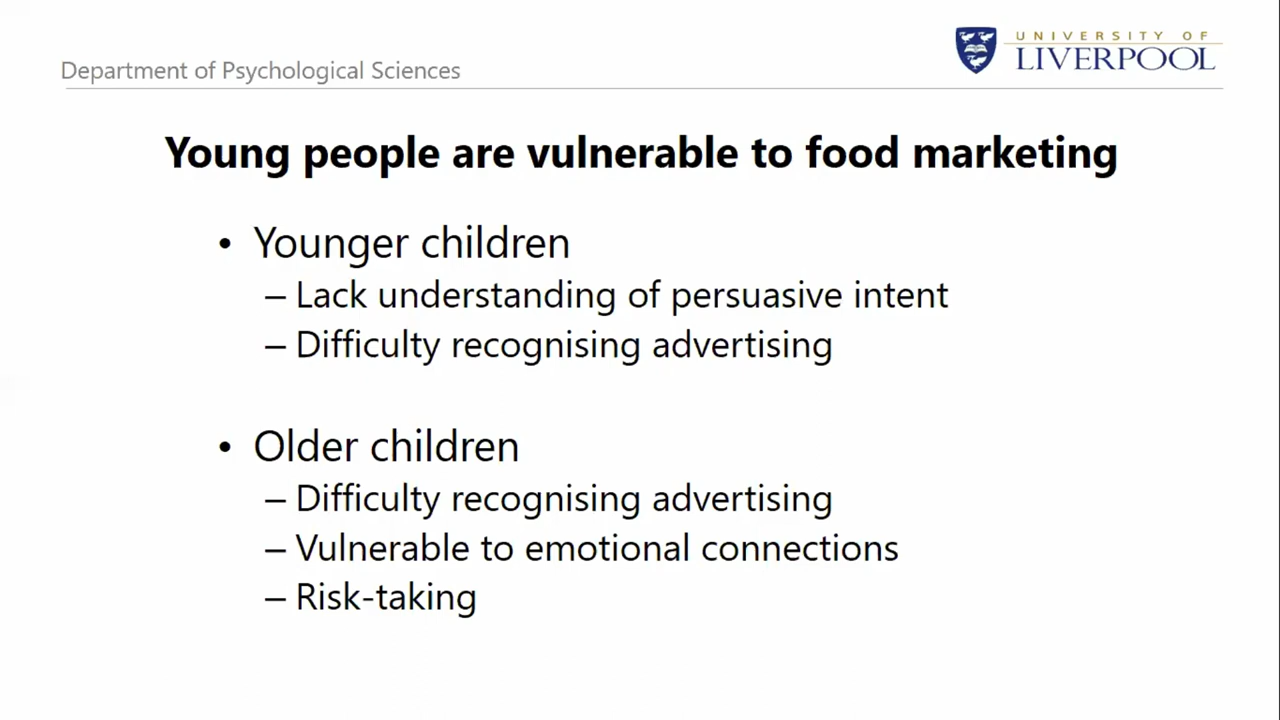 Department of Psychological Sciences
UNIVERSITY OF
LIVERPOOL
Young people are vulnerable to food marketing
• Younger children
– Lack understanding of persuasive intent
– Difficulty recognising advertising
• Older children
– Difficulty recognising advertising
– Vulnerable to emotional connections
– Risk-taking